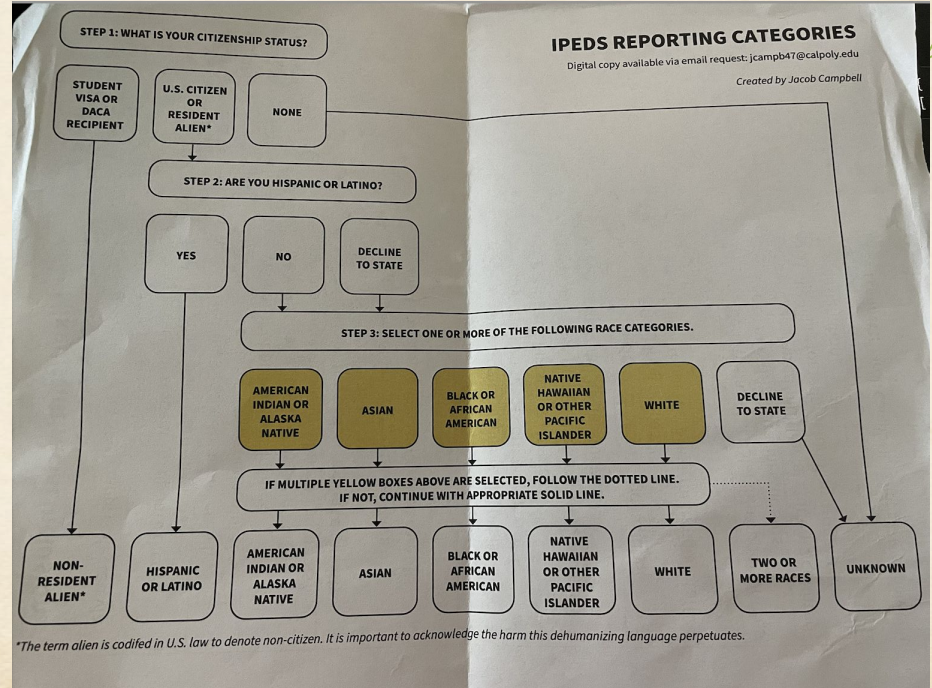 STEP 1: WHAT IS YOUR CITIZENSHIP STATUS?
IPEDS REPORTING CATEGORIES
Digital copy available via email request: jcampb47@calpoly.edu
Created by Jacob Campbell
STUDENT
VISA OR
DACA
RECIPIENT
U.S. CITIZEN
OR
RESIDENT
ALIEN*
NONE
STEP 2: ARE YOU HISPANIC OR LATINO?
YES
NO
DECLINE
TO STATE
STEP 3: SELECT ONE OR MORE OF THE FOLLOWING RACE CATEGORIES.
AMERICAN
INDIAN OR
ALASKA
NATIVE
ASIAN
BLACK OR
AFRICAN
AMERICAN
NATIVE
HAWAIIAN
OR OTHER
PACIFIC
ISLANDER
WHITE
DECLINE
TO STATE
IF MULTIPLE YELLOW BOXES ABOVE ARE SELECTED, FOLLOW THE DOTTED LINE.
IF NOT, CONTINUE WITH APPROPRIATE SOLID LINE.
NON-
RESIDENT
ALIEN*
HISPANIC
OR LATINO
AMERICAN
INDIAN OR
ALASKA
NATIVE
ASIAN
BLACK OR
AFRICAN
AMERICAN
NATIVE
HAWAIIAN
OR OTHER
PACIFIC
ISLANDER
WHITE
TWO OR
MORE RACES
UNKNOWN
*The term alien is codifed in U.S. law to denote non-citizen. It is important to acknowledge the harm this dehumanizing language perpetuates.